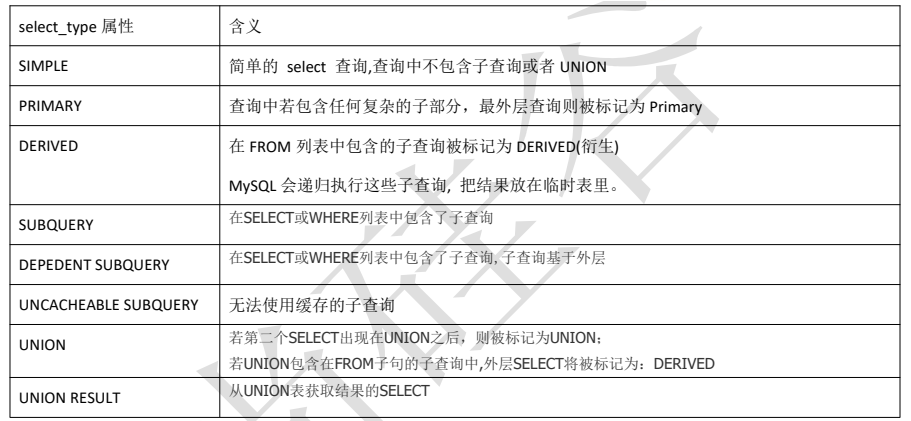 select_type 属性 含义
SIMPLE 简单的 select 查询,查询中不包含子查询或者 UNION
PRIMARY 查询中若包含任何复杂的子部分，最外层查询则被标记为 Primary
DERIVED 在 FROM 列表中包含的子查询被标记为 DERIVED(衍生)
MySQL 会递归执行这些子查询, 把结果放在临时表里。
SUBQUERY 在SELECT或WHERE列表中包含了子查询
DEPEDENT SUBQUERY 在SELECT或WHERE列表中包含了子查询,子查询基于外层
UNCACHEABLE SUBQUERY 无法使用缓存的子查询
UNION 若第二个SELECT出现在UNION之后，则被标记为UNION；
若UNION包含在FROM子句的子查询中,外层SELECT将被标记为：DERIVED
UNION RESULT 从UNION表获取结果的SELECT